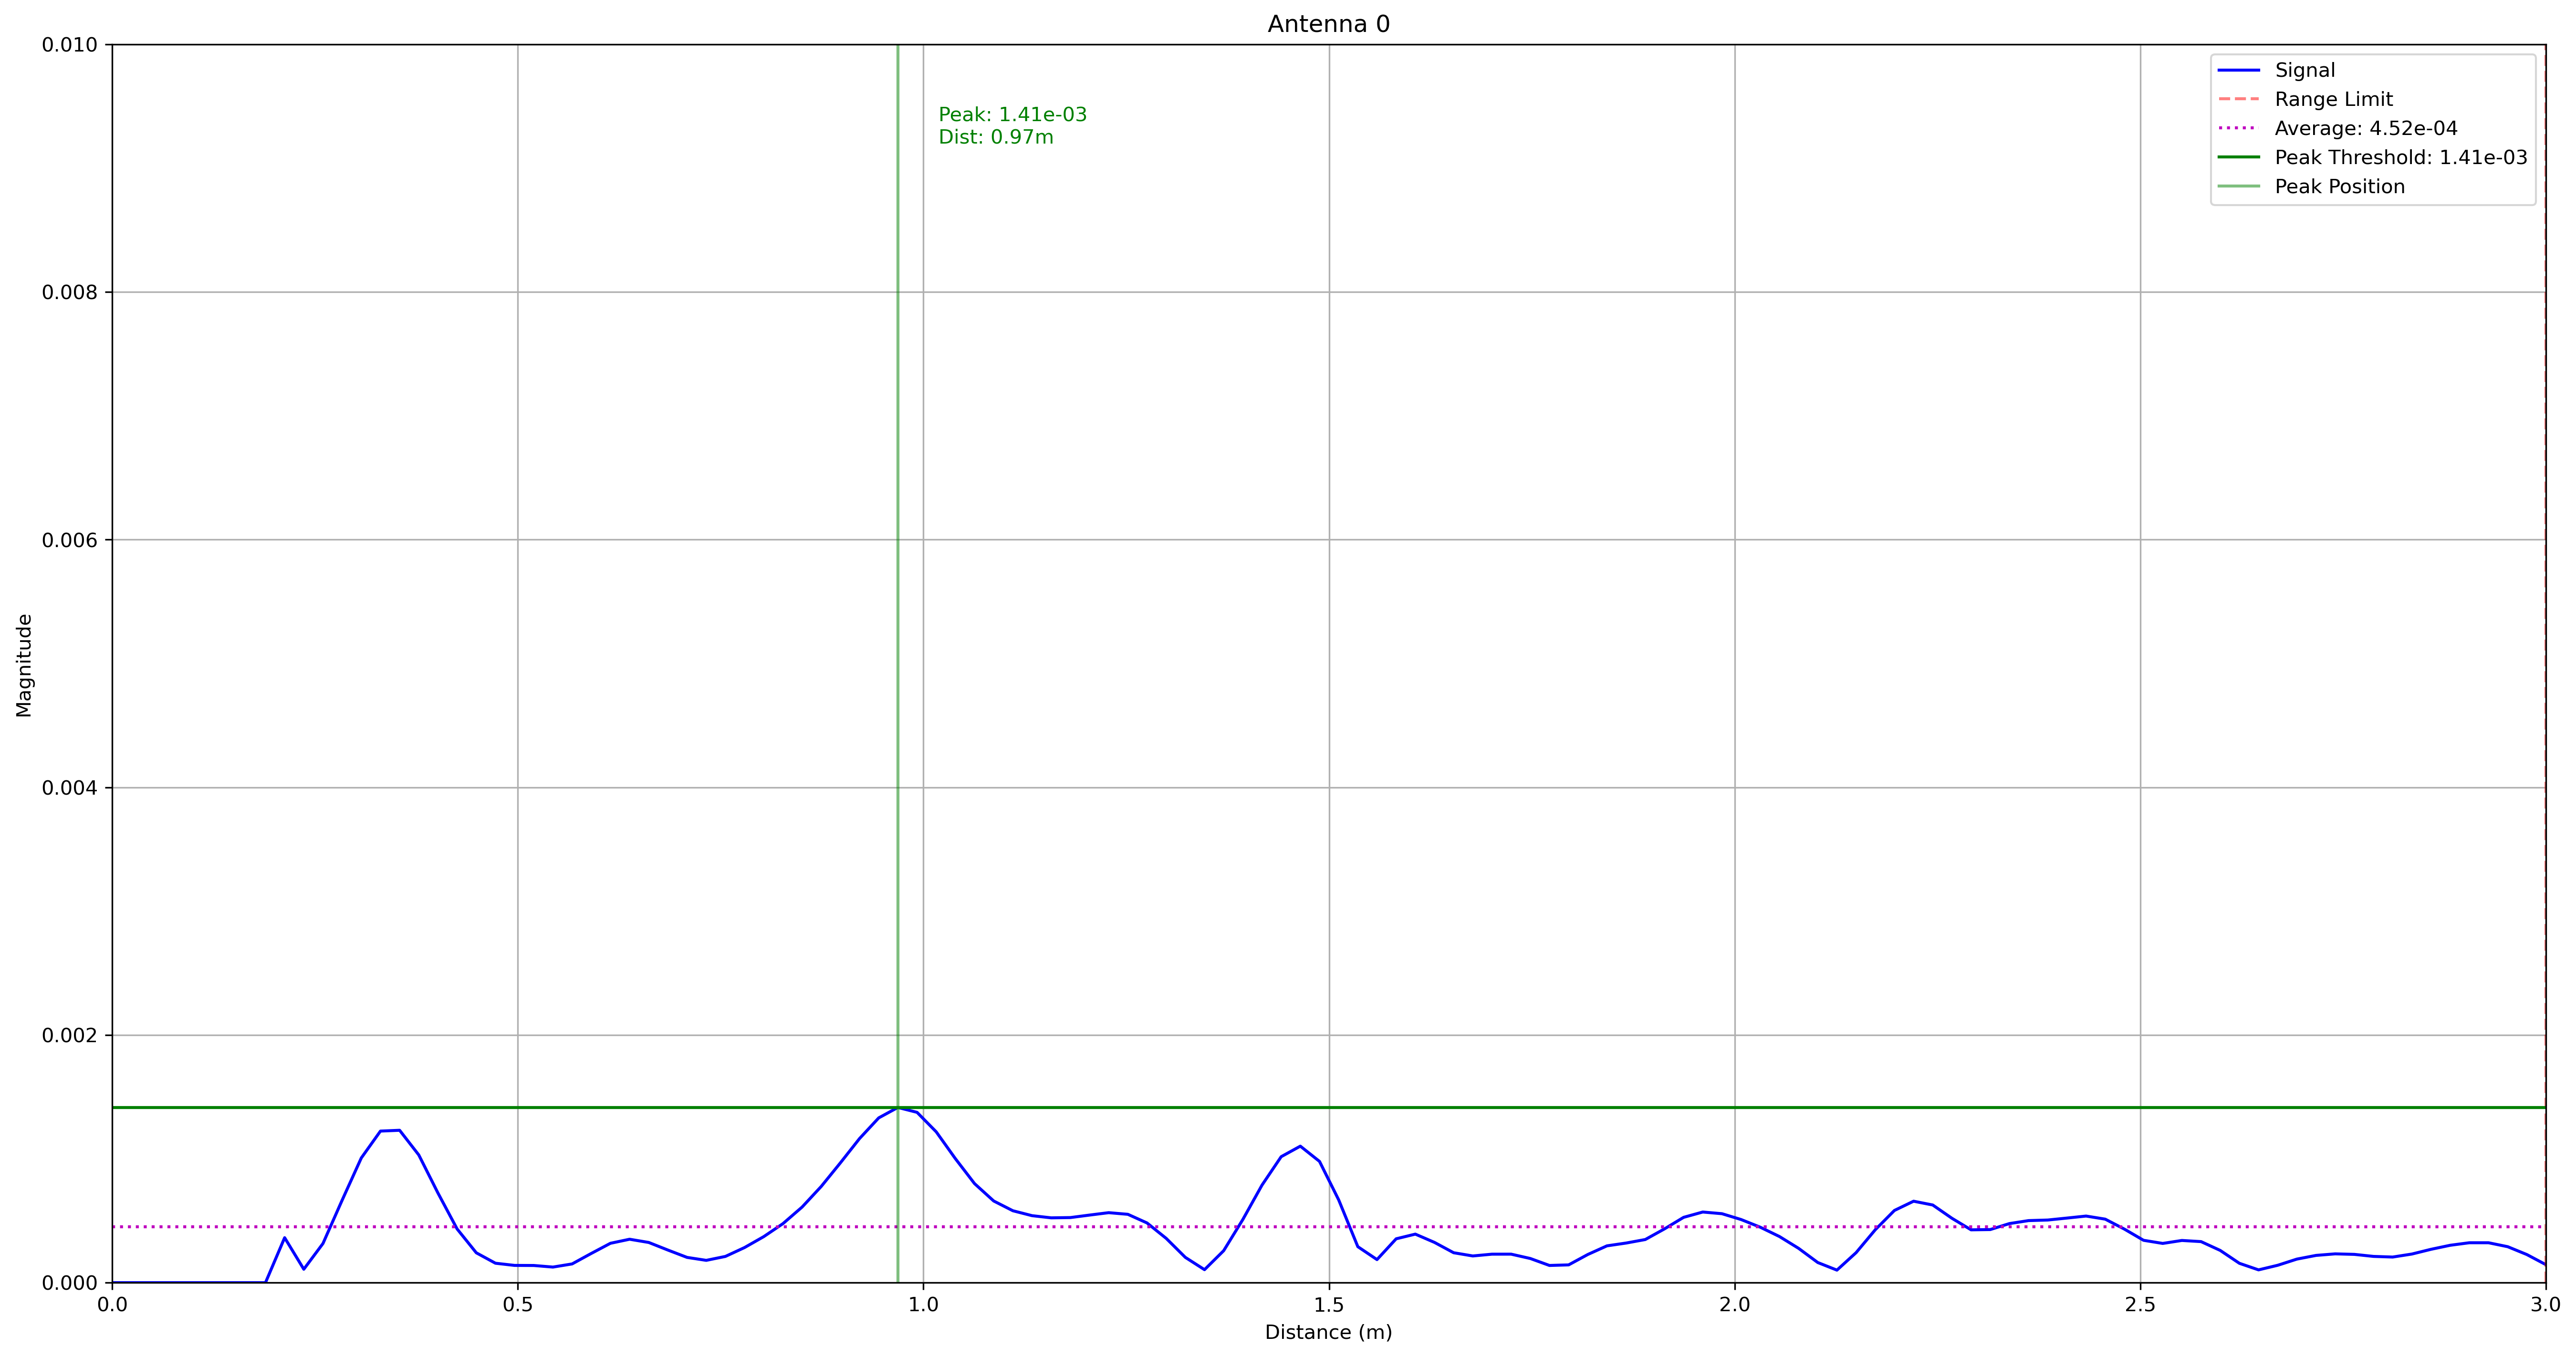 Antenna 0
0.010
0.008
0.006
0.004
0.002
0.000
Magnitude
Peak: 1.41e-03
Dist: 0.97m
Signal
Range Limit
Average: 4.52e-04
Peak Threshold: 1.41e-03
Peak Position
0.0 0.5 1.0 1.5 2.0 2.5 3.0
Distance (m)